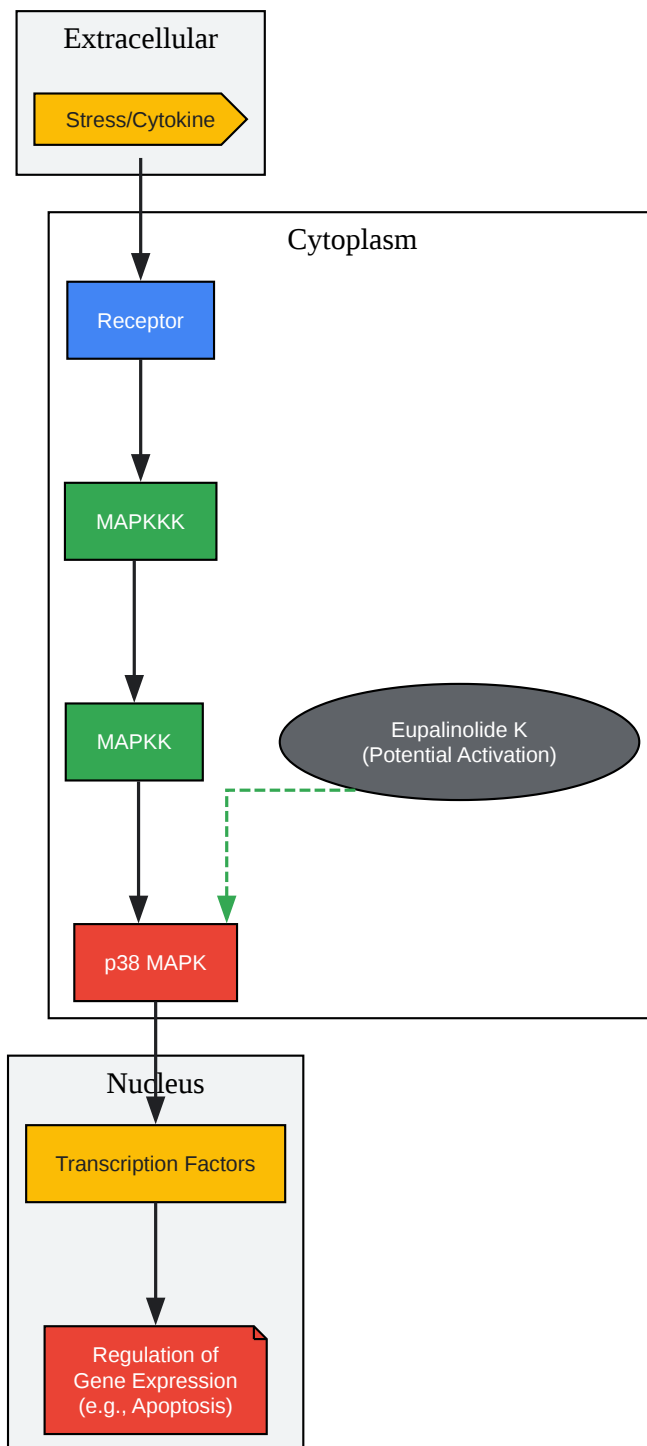 Extracellular
Stress/Cytokine
Cytoplasm
Receptor
MAPKKK
MAPKK
Eupalinolide K
(Potential Activation)
p38 MAPK
Nucleus
Transcription Factors
Regulation of
Gene Expression
(e.g., Apoptosis)